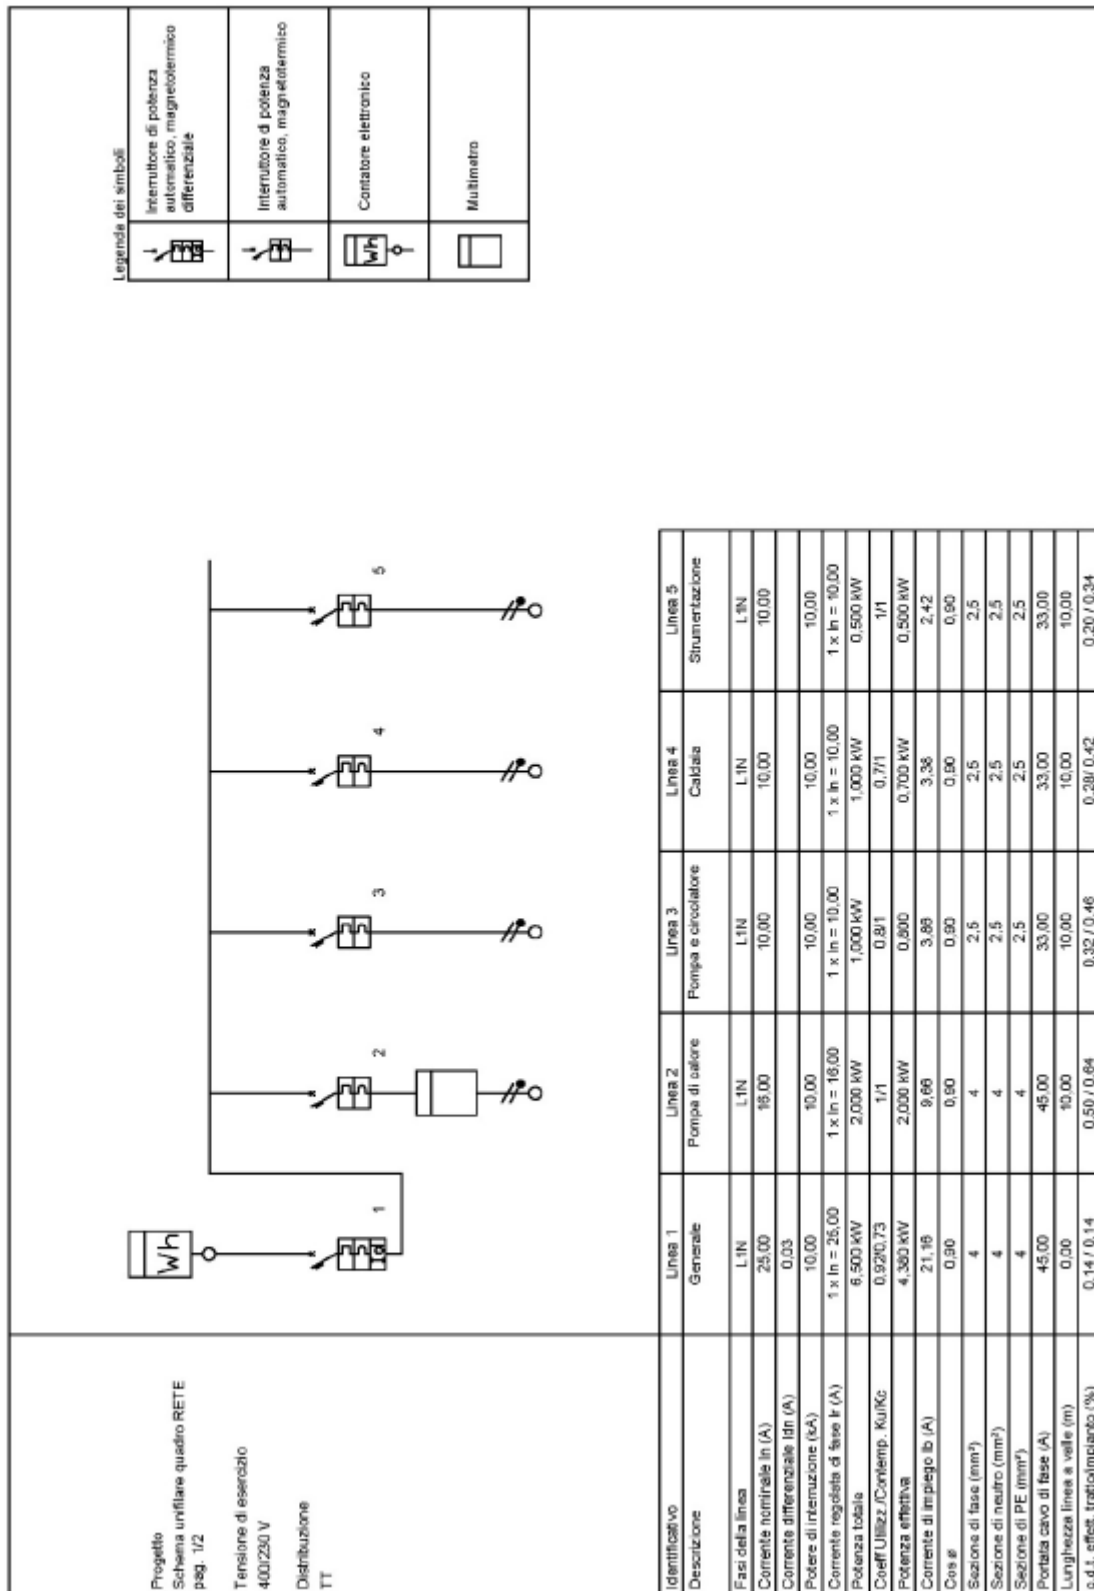 Progetto
Schema unifilare quadro RETE
pag. 1/2
Tensione di esercizio
400/230 V
Distribuzione
TT
Wh
Id
1
2
3
4
5
Legenda dei simboli
Interruttore di potenza
automatico, magnetotermico
differenziale
Interruttore di potenza
automatico, magnetotermico
Wh
Contatore elettronico
Multimetro
Identificativo Linea 1 Linea 2 Linea 3 Linea 4 Linea 5
Descrizione Generale Pompa di calore Pompa e circolatore Caldaia Strumentazione
Fasi della linea L1N L1N L1N L1N L1N
Corrente nominale In (A) 25,00 16,00 10,00 10,00 10,00
Corrente differenziale Idn (A) 0,03
Potere di interruzione (kA) 10,00 10,00 10,00 10,00 10,00
Corrente regolata di fase Ir (A) 1 x In = 25,00 1 x In = 16,00 1 x In = 10,00 1 x In = 10,00 1 x In = 10,00
Potenza totale 6,500 kW 2,000 kW 1,000 kW 1,000 kW 0,500 kW
Coeff Utilizz./Contemp. Ku/Kc 0,92/0,73 1/1 0,8/1 0,7/1 1/1
Potenza effettiva 4,380 kW 2,000 kW 0,800 0,700 kW 0,500 kW
Corrente di impiego Ib (A) 21,16 9,66 3,86 3,38 2,42
Cos ø 0,90 0,90 0,90 0,90 0,90
Sezione di fase (mm²) 4 4 2,5 2,5 2,5
Sezione di neutro (mm²) 4 4 2,5 2,5 2,5
Sezione di PE (mm²) 4 4 2,5 2,5 2,5
Portata cavo di fase (A) 45,00 45,00 33,00 33,00 33,00
Lunghezza linea a valle (m) 0,00 10,00 10,00 10,00 10,00
c.d.t. effett. tratto/impianto (%) 0,14 / 0,14 0,50 / 0,64 0,32 / 0,46 0,28/ 0,42 0,20 / 0,34